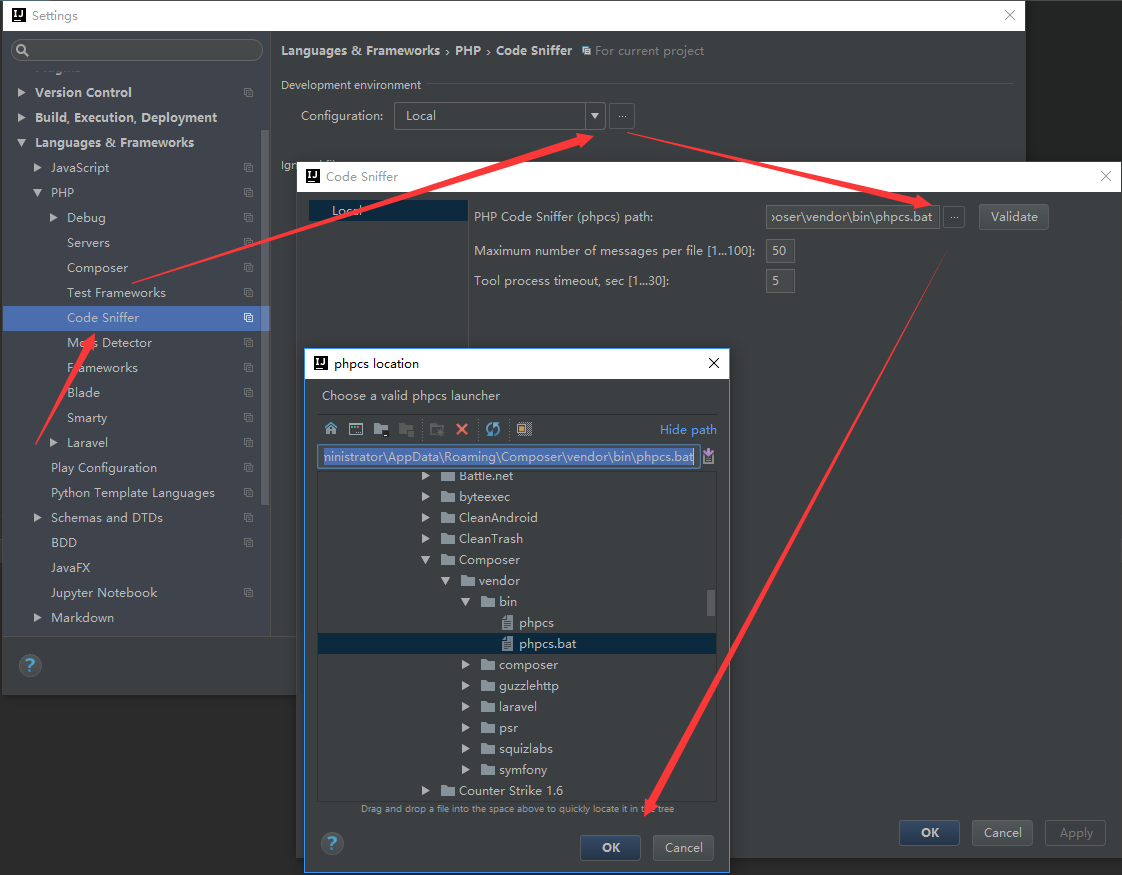 Settings
Version Control
Build, Execution, Deployment
Languages & Frameworks
JavaScript
PHP
Debug
Servers
Composer
Test Frameworks
Code Sniffer
Mess Detector
Frameworks
Blade
Smarty
Laravel
Play Configuration
Python Template Languages
Schemas and DTDs
BDD
JavaFX
Jupyter Notebook
Markdown
?
Languages & Frameworks › PHP › Code Sniffer For current project
Development environment
Configuration: Local ...
Code Sniffer
Local
PHP Code Sniffer (phpcs) path: oser\vendor\bin\phpcs.bat ... Validate
Maximum number of messages per file [1...100]: 50
Tool process timeout, sec [1...30]: 5
phpcs location
Choose a valid phpcs launcher
Hide path
ministrator\AppData\Roaming\Composer\vendor\bin\phpcs.bat
Battle.net
byteexec
CleanAndroid
CleanTrash
Composer
vendor
bin
phpcs
phpcs.bat
composer
guzzlehttp
laravel
psr
squizlabs
symfony
Counter Strike 1.6
Drag and drop a file into the space above to quickly locate it in the tree
? OK Cancel
OK Cancel Apply